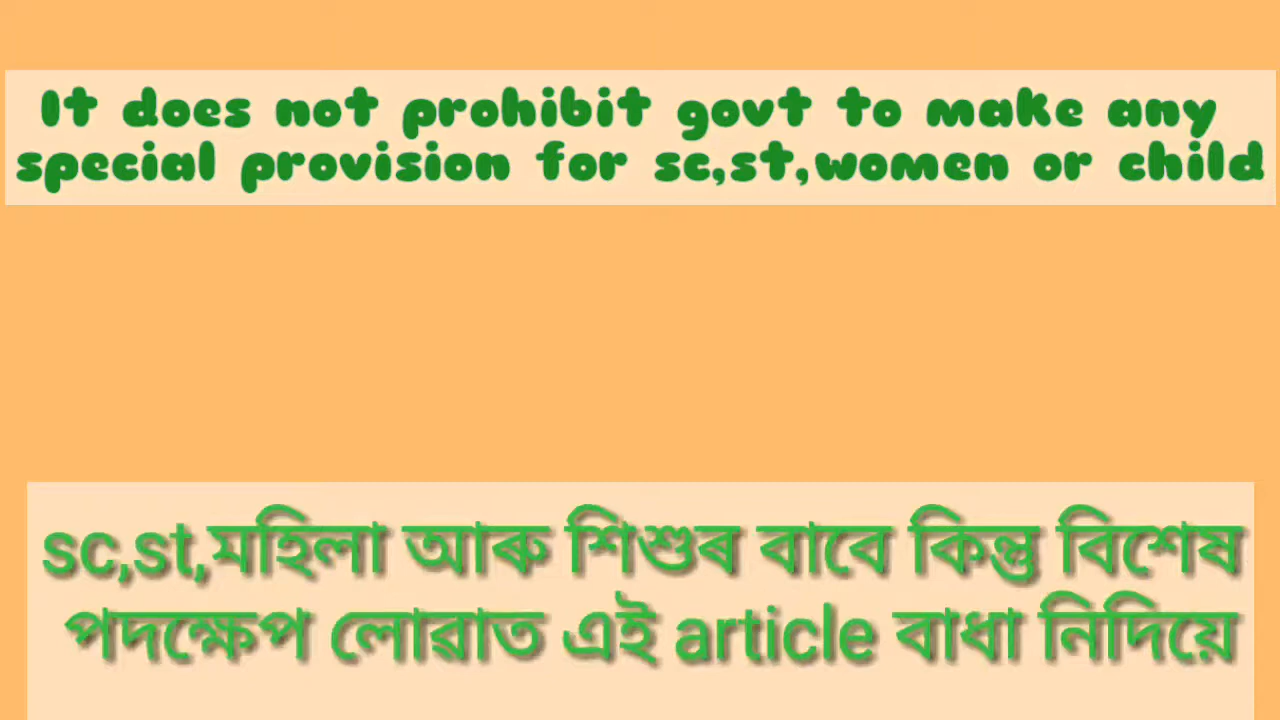 It does not prohibit govt to make any
special provision for sc,st,women or child
sc,st,মহিলা আৰু শিশুৰ বাবে কিন্তু বিশেষ
পদক্ষেপ লোৱাত এই article বাধা নিদিয়ে